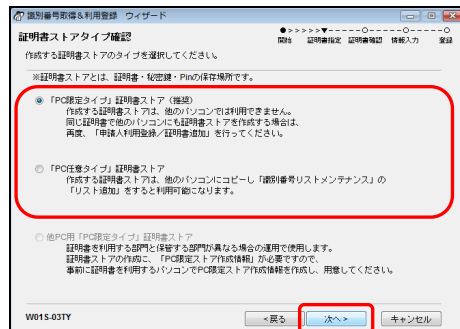 識別番号取得&利用登録 ウィザード
証明書ストアタイプ確認
●>>>>>▼-----○-----○-----○
開始 証明書指定 証明書確認 情報入力 登録
作成する証明書ストアのタイプを選択してください。
※証明書ストアとは、証明書・秘密鍵・Pinの保存場所です。
「PC限定タイプ」証明書ストア (推奨)
作成する証明書ストアは、他のパソコンでは利用できません。
同じ証明書で他のパソコンにも証明書ストアを作成する場合は、
再度、「申請人利用登録/証明書追加」を行ってください。
「PC任意タイプ」証明書ストア
作成する証明書ストアは、他のパソコンにコピーし「識別番号リストメンテナンス」の
「リスト追加」をすると利用可能になります。
他PC用「PC限定タイプ」証明書ストア
証明書を利用する部門と保管する部門が異なる場合の運用で使用します。
証明書ストアの作成に、「PC限定ストア作成情報」が必要ですので、
事前に証明書を利用するパソコンでPC限定ストア作成情報を作成し、用意してください。
W01S-03TY
<戻る
次へ>
キャンセル